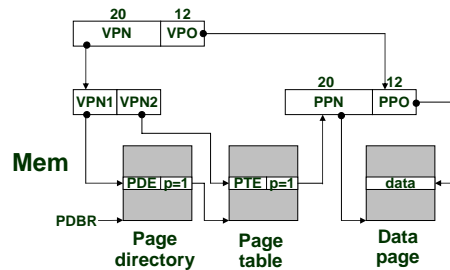 20 12
VPN VPO
20 12
VPN1 VPN2 PPN PPO
Mem
PDE p=1 PTE p=1 data
PDBR
Page directory
Page table
Data page